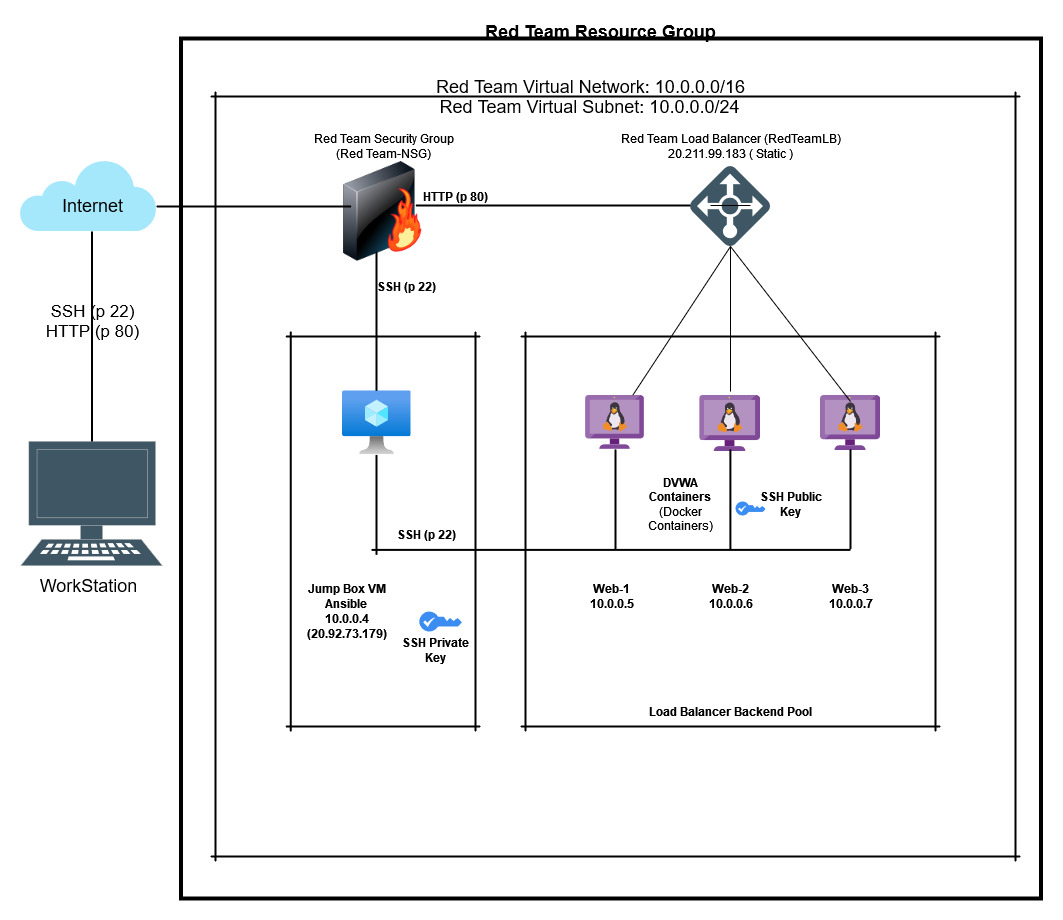 Red Team Resource Group
Red Team Virtual Network: 10.0.0.0/16
Red Team Virtual Subnet: 10.0.0.0/24
Red Team Security Group
(Red Team-NSG)
Red Team Load Balancer (RedTeamLB)
20.211.99.183 ( Static )
Internet
HTTP (p 80)
SSH (p 22)
SSH (p 22)
HTTP (p 80)
WorkStation
DVWA
Containers
(Docker
Containers)
SSH Public
Key
SSH (p 22)
Jump Box VM
Ansible
10.0.0.4
(20.92.73.179)
SSH Private
Key
Web-1
10.0.0.5
Web-2
10.0.0.6
Web-3
10.0.0.7
Load Balancer Backend Pool